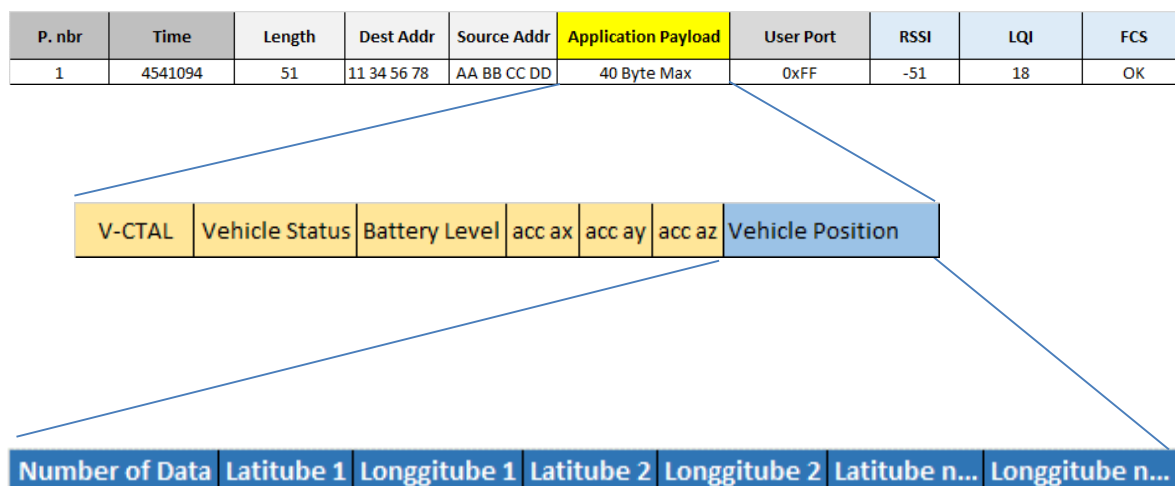 P. nbr Time Length Dest Addr Source Addr Application Payload User Port RSSI LQI FCS
1 4541094 51 11 34 56 78 AA BB CC DD 40 Byte Max 0xFF -51 18 OK
V-CTAL Vehicle Status Battery Level acc ax acc ay acc az Vehicle Position
Number of Data Latitube 1 Longgitube 1 Latitube 2 Longgitube 2 Latitube n... Longgitube n...